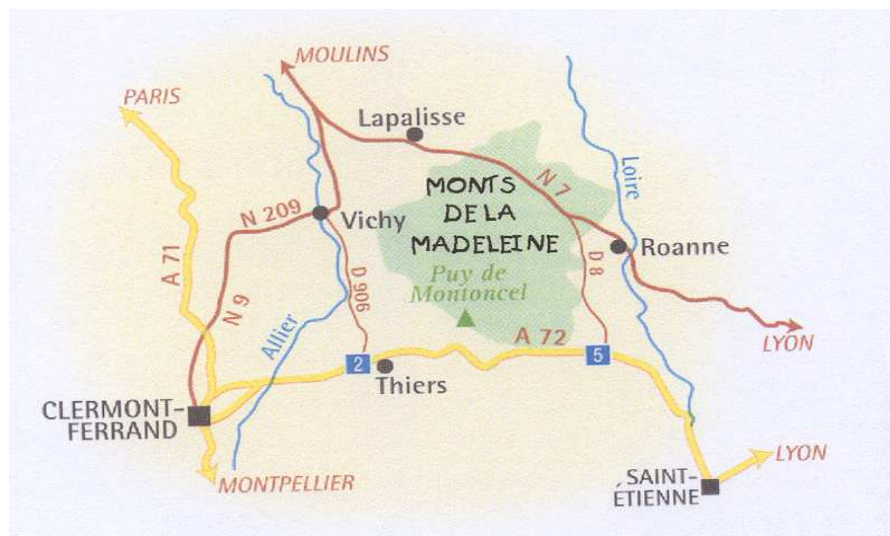 MOULINS
PARIS
Lapalisse
Loire
MONTS
DE LA
MADELEINE
N 7
N 209
Vichy
Roanne
A 71
D 906
D 8
Puy de
Montoncel
N 9
Allier
A 72
LYON
2
5
Thiers
CLERMONT-
FERRAND
LYON
MONTPELLIER
SAINT-
ÉTIENNE